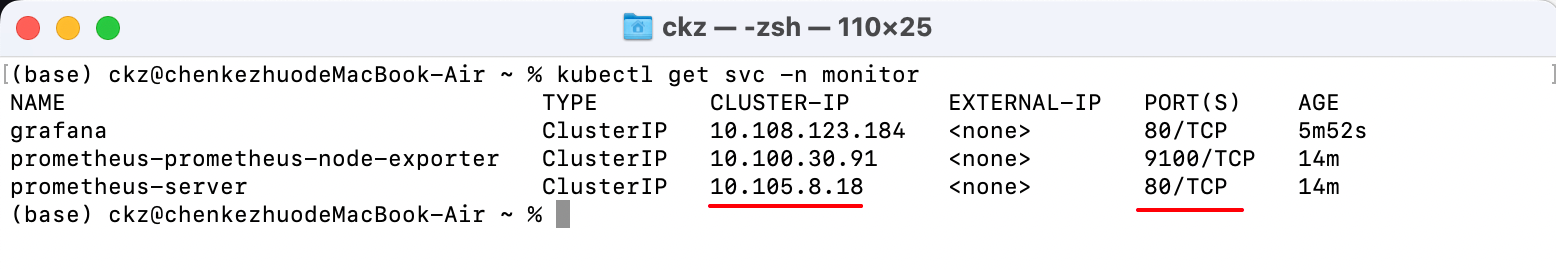 ckz — -zsh — 110×25
[(base) ckz@chenkezhuodeMacBook-Air ~ % kubectl get svc -n monitor ]
NAME TYPE CLUSTER-IP EXTERNAL-IP PORT(S) AGE
grafana ClusterIP 10.108.123.184 <none> 80/TCP 5m52s
prometheus-prometheus-node-exporter ClusterIP 10.100.30.91 <none> 9100/TCP 14m
prometheus-server ClusterIP 10.105.8.18 <none> 80/TCP 14m
(base) ckz@chenkezhuodeMacBook-Air ~ %